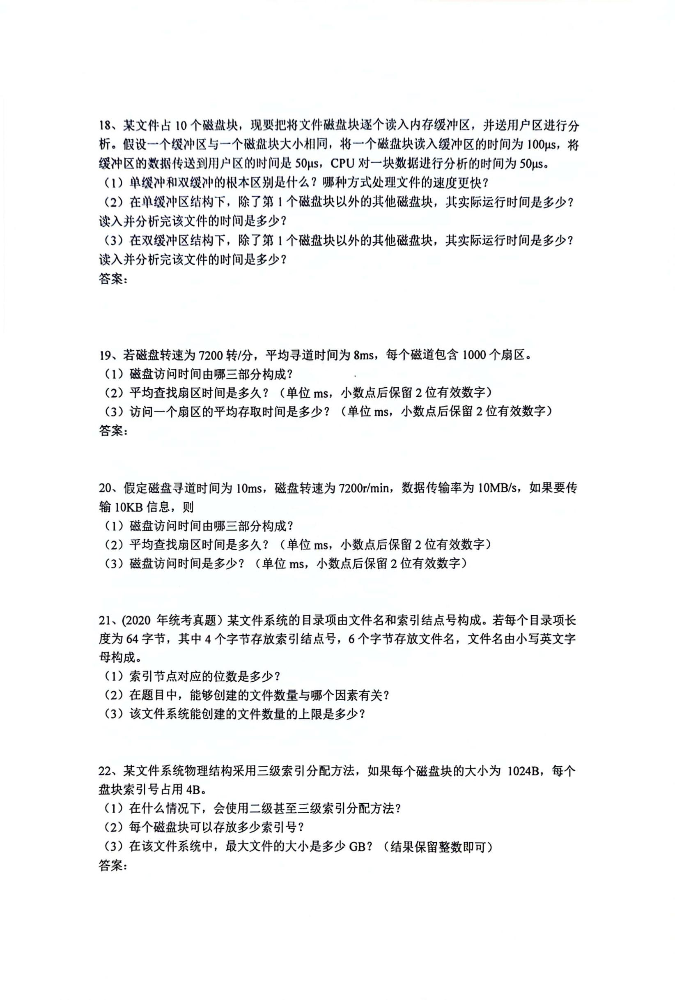 18、某文件占 10 个磁盘块，现要把将文件磁盘块逐个读入内存缓冲区，并送用户区进行分
析。假设一个缓冲区与一个磁盘块大小相同，将一个磁盘块读入缓冲区的时间为 100μs，将
缓冲区的数据传送到用户区的时间是 50μs，CPU 对一块数据进行分析的时间为 50μs。
（1）单缓冲和双缓冲的根本区别是什么？哪种方式处理文件的速度更快？
（2）在单缓冲区结构下，除了第 1 个磁盘块以外的其他磁盘块，其实际运行时间是多少？
读入并分析完该文件的时间是多少？
（3）在双缓冲区结构下，除了第 1 个磁盘块以外的其他磁盘块，其实际运行时间是多少？
读入并分析完该文件的时间是多少？
答案：
19、若磁盘转速为 7200 转/分，平均寻道时间为 8ms，每个磁道包含 1000 个扇区。
（1）磁盘访问时间由哪三部分构成？
（2）平均查找扇区时间是多久？（单位 ms，小数点后保留 2 位有效数字）
（3）访问一个扇区的平均存取时间是多少？（单位 ms，小数点后保留 2 位有效数字）
答案：
20、假定磁盘寻道时间为 10ms，磁盘转速为 7200r/min，数据传输率为 10MB/s，如果要传
输 10KB 信息，则
（1）磁盘访问时间由哪三部分构成？
（2）平均查找扇区时间是多久？（单位 ms，小数点后保留 2 位有效数字）
（3）磁盘访问时间是多少？（单位 ms，小数点后保留 2 位有效数字）
21、(2020 年统考真题）某文件系统的目录项由文件名和索引结点号构成。若每个目录项长
度为 64 字节，其中 4 个字节存放索引结点号，6 个字节存放文件名，文件名由小写英文字
母构成。
（1）索引节点对应的位数是多少？
（2）在题目中，能够创建的文件数量与哪个因素有关？
（3）该文件系统能创建的文件数量的上限是多少？
22、某文件系统物理结构采用三级索引分配方法，如果每个磁盘块的大小为 1024B，每个
盘块索引号占用 4B。
（1）在什么情况下，会使用二级甚至三级索引分配方法？
（2）每个磁盘块可以存放多少索引号？
（3）在该文件系统中，最大文件的大小是多少 GB？（结果保留整数即可）
答案：